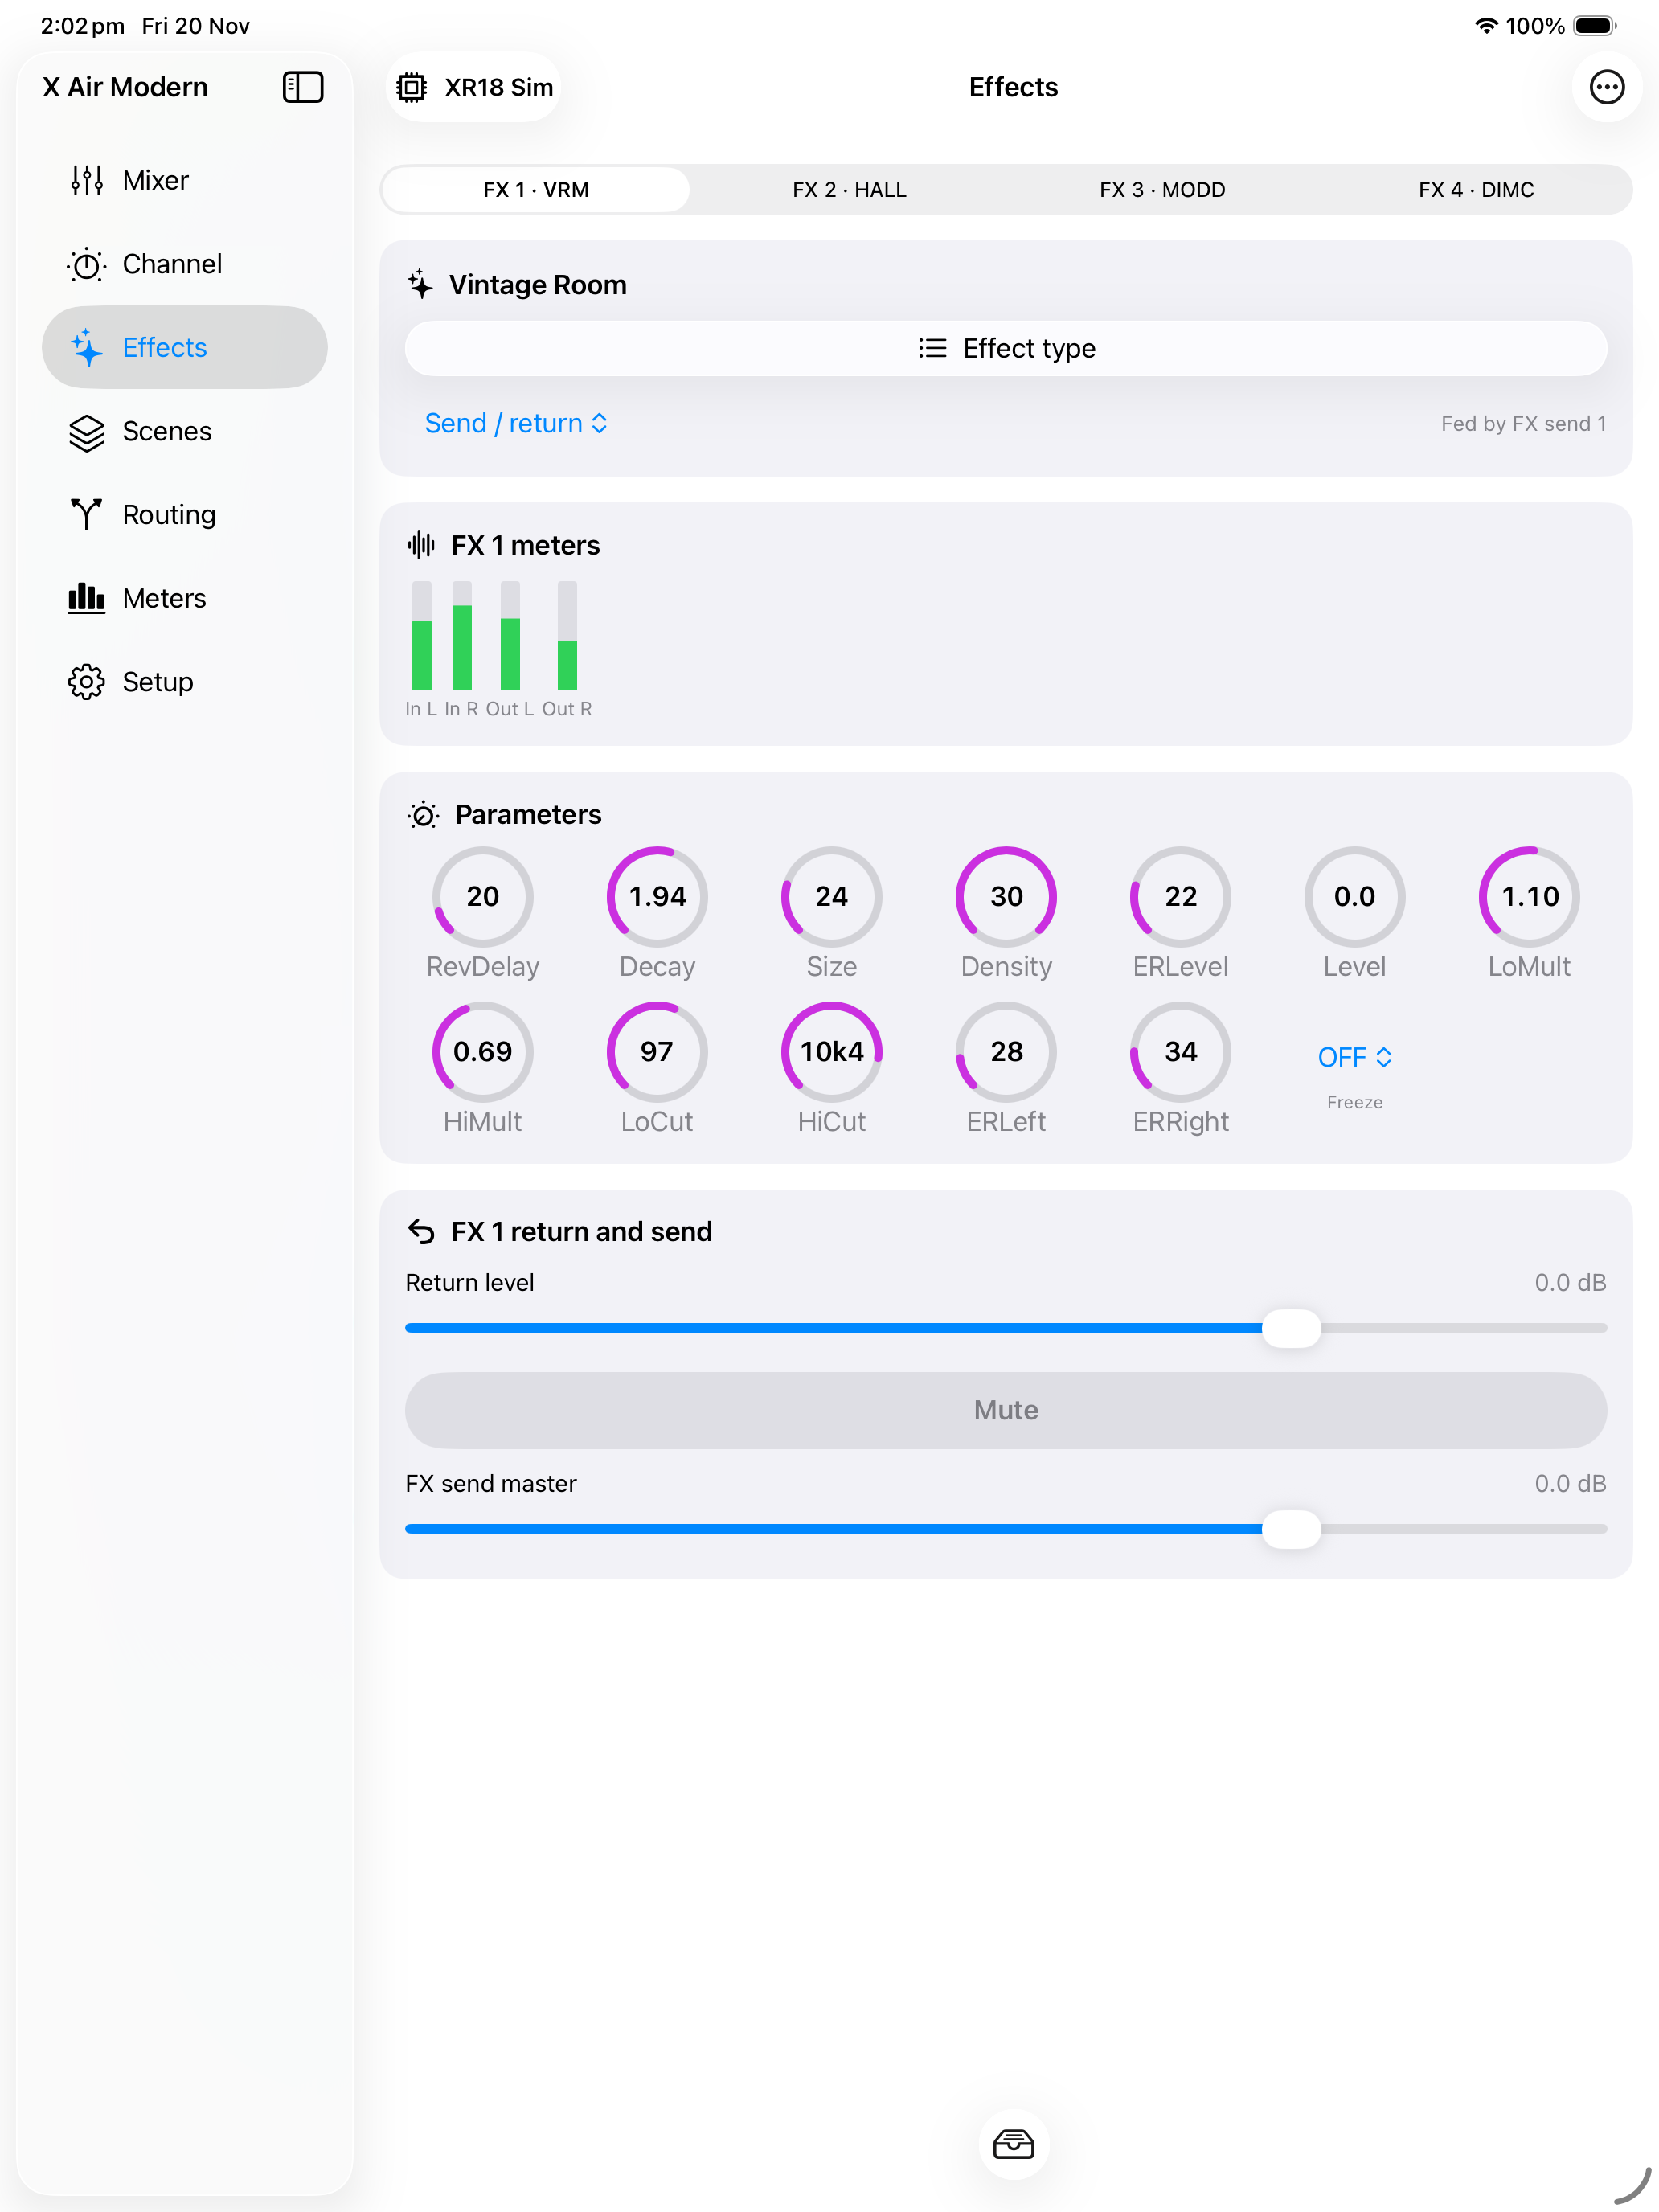 2:02 pm Fri 20 Nov
100%
X Air Modern
XR18 Sim
Effects
Mixer
Channel
Effects
Scenes
Routing
Meters
Setup
FX 1 · VRM
FX 2 · HALL
FX 3 · MODD
FX 4 · DIMC
Vintage Room
Effect type
Send / return
Fed by FX send 1
FX 1 meters
In L In R Out L Out R
Parameters
20 1.94 24 30 22 0.0 1.10
RevDelay Decay Size Density ERLevel Level LoMult
0.69 97 10k4 28 34 OFF
HiMult LoCut HiCut ERLeft ERRight Freeze
FX 1 return and send
Return level 0.0 dB
Mute
FX send master 0.0 dB